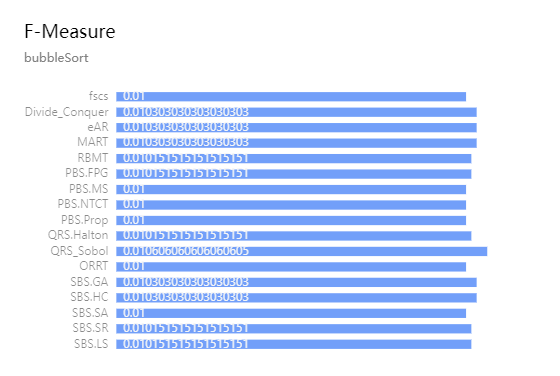 F-Measure
bubbleSort
fscs 0.01
Divide_Conquer 0.010303030303030303
eAR 0.010303030303030303
MART 0.010303030303030303
RBMT 0.010151515151515151
PBS.FPG 0.010151515151515151
PBS.MS 0.01
PBS.NTCT 0.01
PBS.Prop 0.01
QRS.Halton 0.010151515151515151
QRS_Sobol 0.010606060606060605
ORRT 0.01
SBS.GA 0.010303030303030303
SBS.HC 0.010303030303030303
SBS.SA 0.01
SBS.SR 0.010151515151515151
SBS.LS 0.010151515151515151